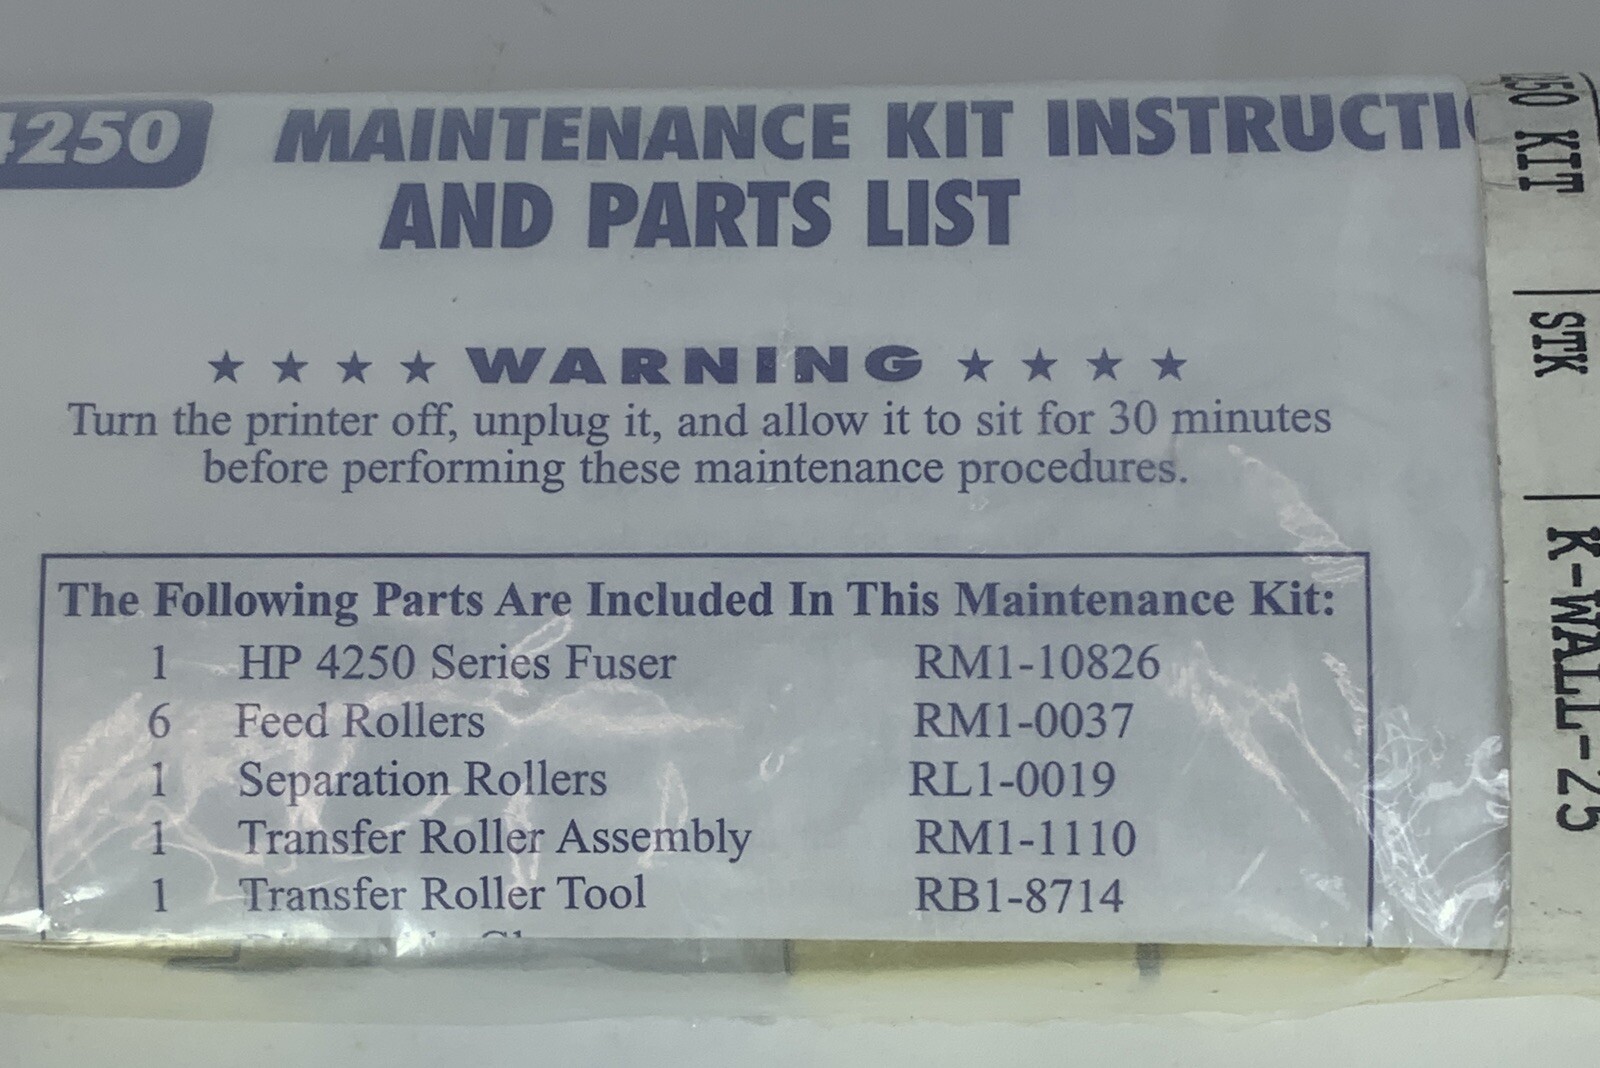 4250 MAINTENANCE KIT
AND PARTS LIST
★ ★ ★ ★ WARNING ★ ★ ★ ★
Turn the printer off, unplug it, and allow it to sit for 30 minutes
before performing these maintenance procedures.
The Following Parts Are Included In This Maintenance Kit:
1 HP 4250 Series Fuser RM1-10826
6 Feed Rollers RM1-0037
1 Separation Rollers RL1-0019
1 Transfer Roller Assembly RM1-1110
1 Transfer Roller Tool RB1-8714
KIT | STK | K-WALL-25